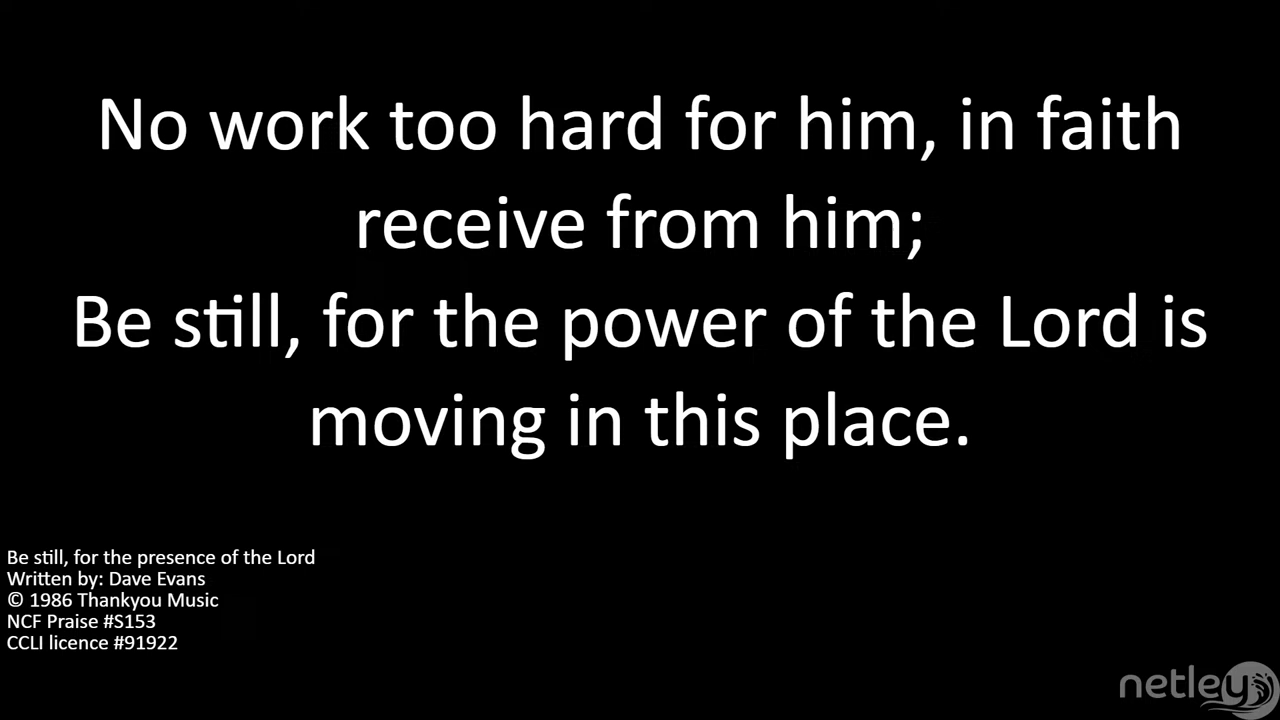 No work too hard for him, in faith
receive from him;
Be still, for the power of the Lord is
moving in this place.
Be still, for the presence of the Lord
Written by: Dave Evans
© 1986 Thankyou Music
NCF Praise #S153
CCLI licence #91922
netley